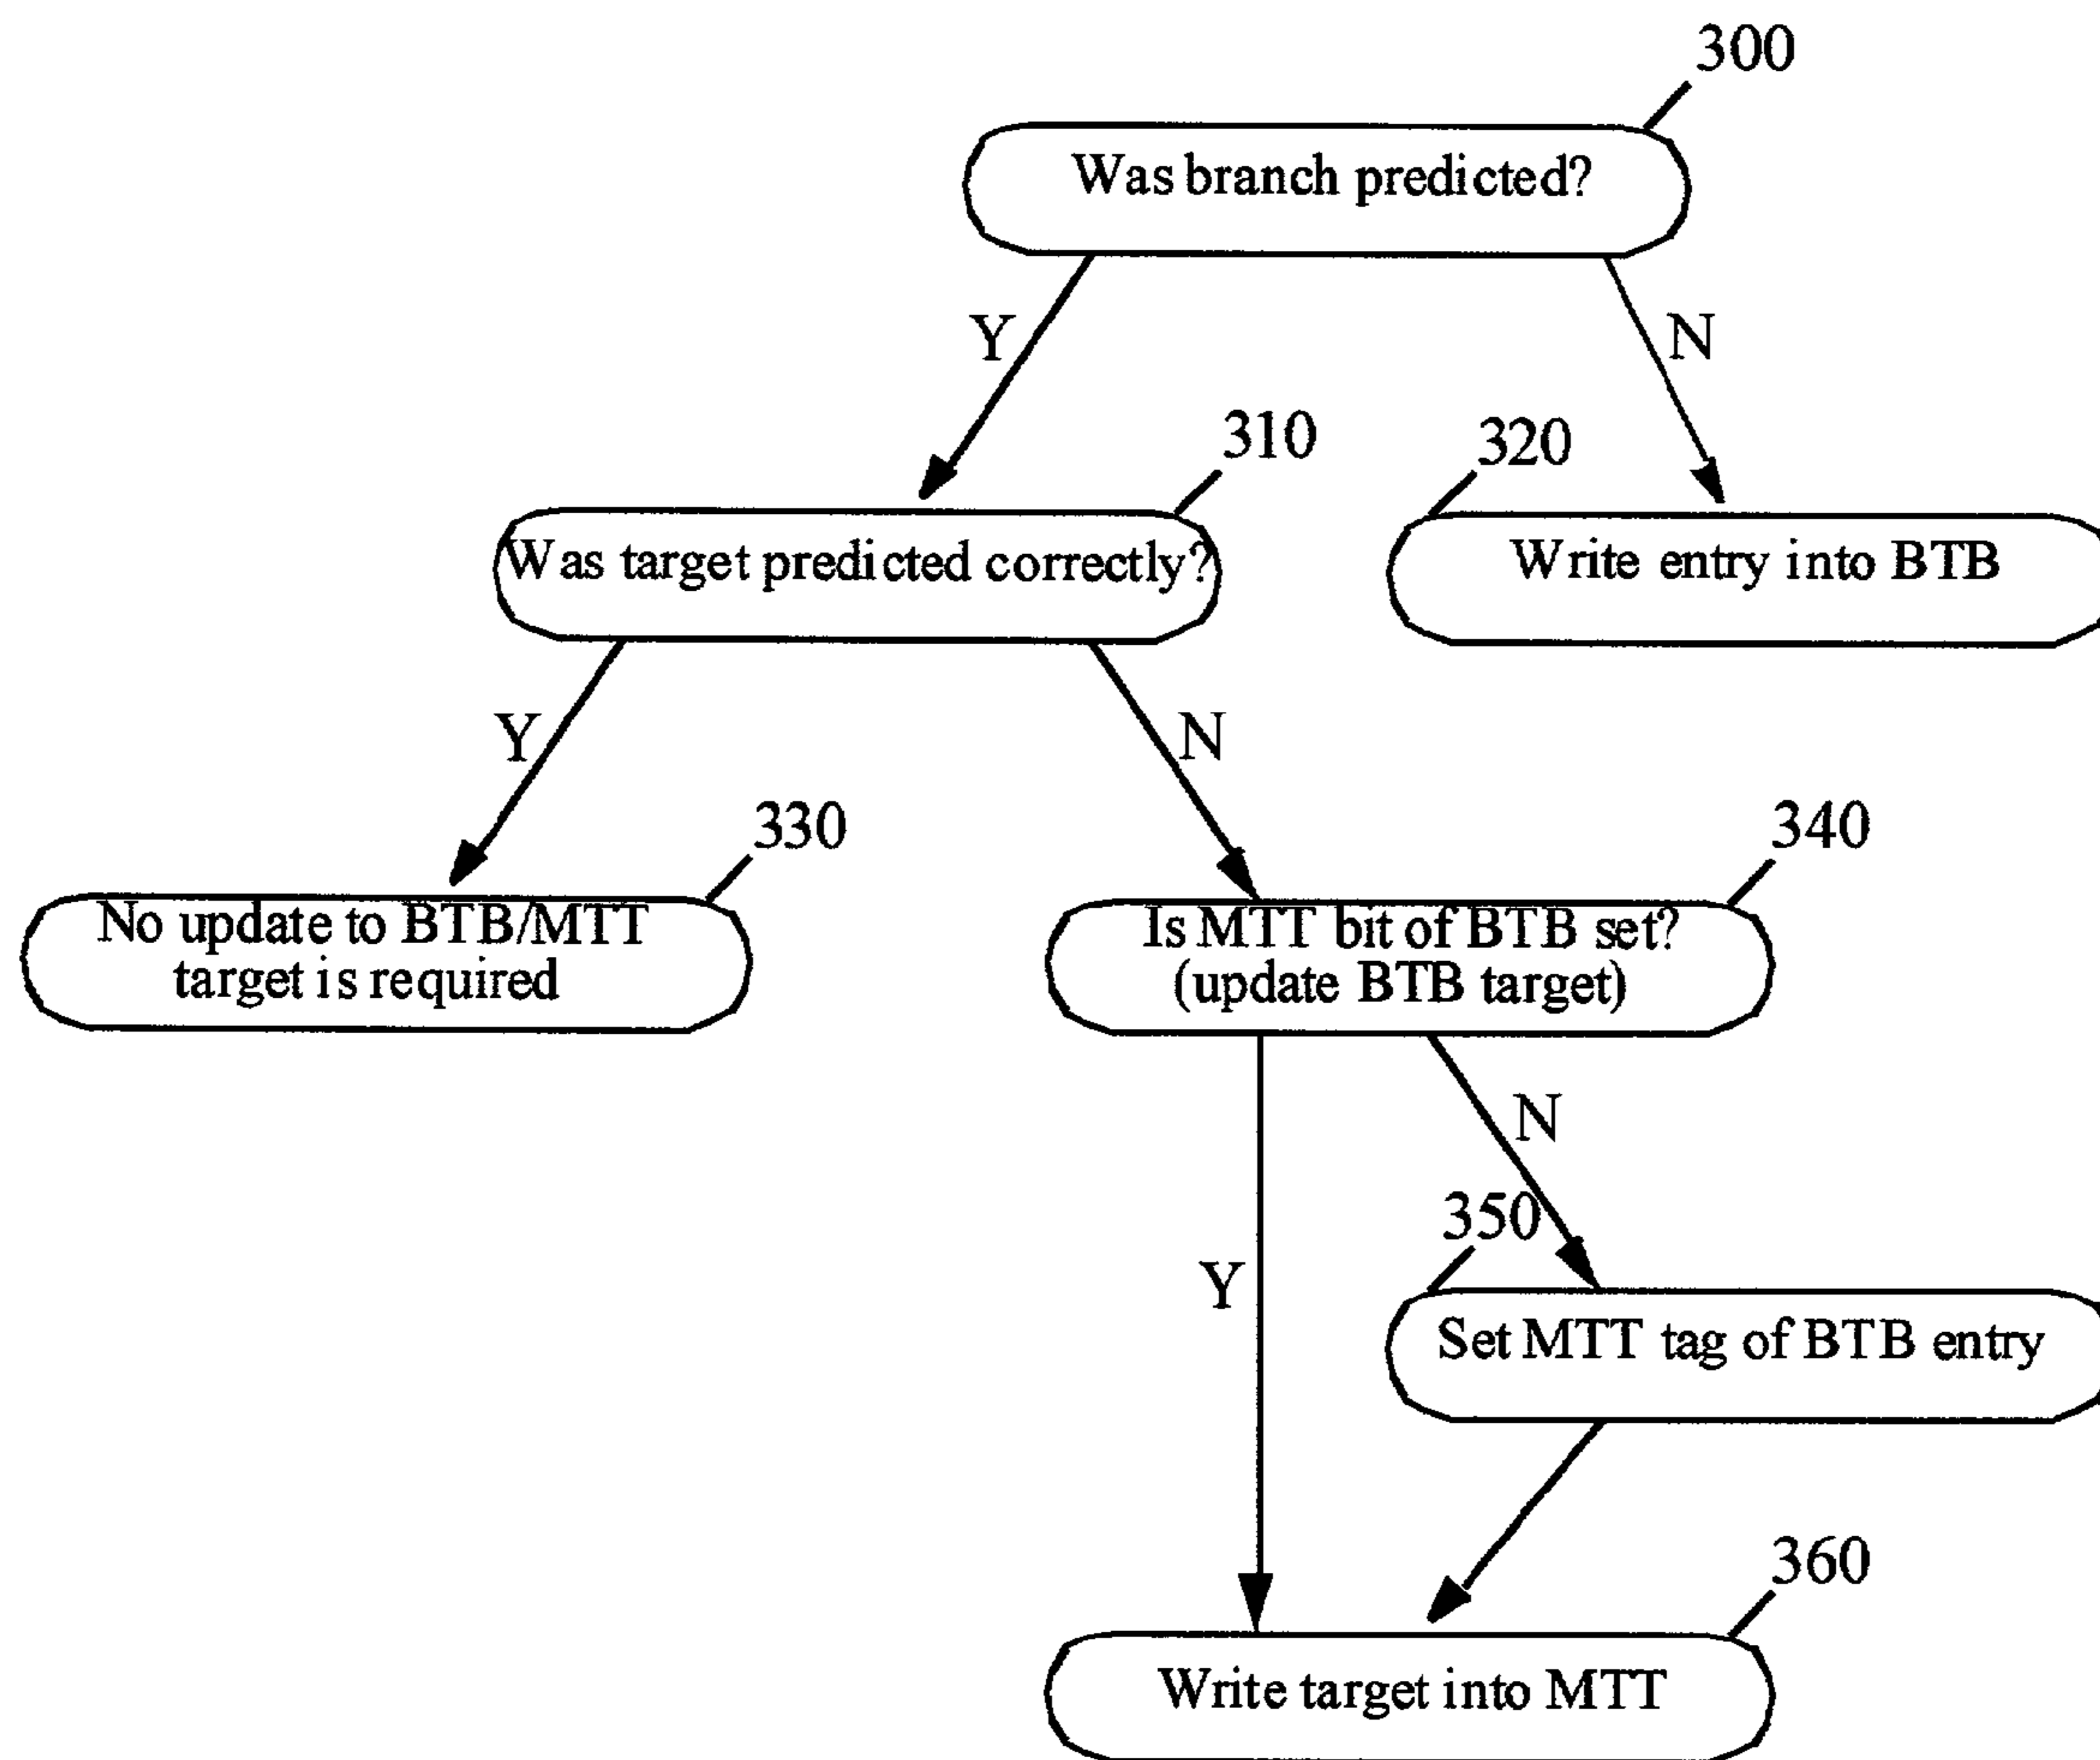 300
Was branch predicted?
Y
N
310
320
Was target predicted correctly?
Write entry into BTB
Y
N
330
340
No update to BTB/MTT
target is required
Is MTT bit of BTB set?
(update BTB target)
N
350
Y
Set MTT tag of BTB entry
360
Write target into MTT